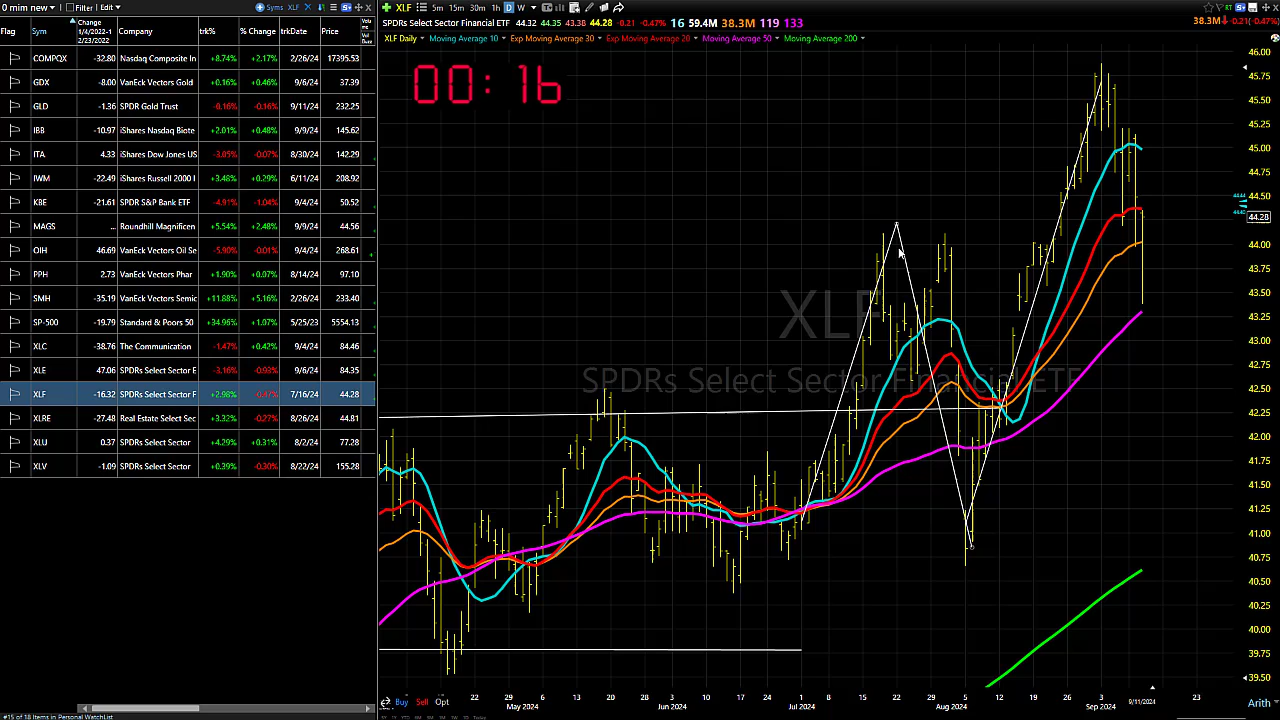 0 mim new Filter Edit Syms XLF
Flag Sym Change 1/4/2022-1 2/23/2022 Company trk% % Change trkDate Price
COMPQX -32.80 Nasdaq Composite In +8.74% +2.17% 2/26/24 17395.53
GDX -8.00 VanEck Vectors Gold +0.16% +0.46% 9/6/24 37.39
GLD -1.36 SPDR Gold Trust -0.16% -0.16% 9/11/24 232.25
IBB -10.97 iShares Nasdaq Biote +2.01% +0.48% 9/9/24 145.62
ITA 4.33 iShares Dow Jones US -3.05% -0.07% 8/30/24 142.29
IWM -22.49 iShares Russell 2000 I +3.48% +0.29% 6/11/24 208.92
KBE -21.61 SPDR S&P Bank ETF -4.91% -1.04% 9/4/24 50.52
MAGS ... Roundhill Magnificen +5.54% +2.48% 9/9/24 44.56
OIH 46.69 VanEck Vectors Oil Se -5.90% -0.01% 9/4/24 268.61
PPH 2.73 VanEck Vectors Phar +1.90% +0.07% 8/14/24 97.10
SMH -35.19 VanEck Vectors Semic +11.88% +5.16% 2/26/24 233.40
SP-500 -19.79 Standard & Poors 50 +34.96% +1.07% 5/25/23 5554.13
XLC -38.76 The Communication -1.47% +0.42% 9/4/24 84.46
XLE 47.06 SPDRs Select Sector E -3.16% -0.93% 9/6/24 84.35
XLF -16.32 SPDRs Select Sector F +2.98% -0.47% 7/16/24 44.28
XLRE -27.48 Real Estate Select Sec +3.32% -0.27% 8/2/24 44.81
XLU 0.37 SPDRs Select Sector +4.29% +0.31% 8/2/24 77.28
XLV -1.09 SPDRs Select Sector +0.39% -0.30% 8/22/24 155.28
#15 of 18 Items in Personal WatchList
XLF 5m 15m 30m 1h D W
SPDRs Select Sector Financial ETF 44.32 44.35 43.38 44.28 -0.21 -0.47% 16 59.4M 38.3M 119 133
38.3M -0.21(-0.47%)
XLF Daily Moving Average 10 Exp Moving Average 30 Exp Moving Average 20 Moving Average 50 Moving Average 200
00:16
XLF
SPDRs Select Sector Financial ETF
46.00
45.75
45.50
45.25
45.00
44.75
44.50
44.28
44.00
43.75
43.50
43.25
43.00
42.75
42.50
42.25
42.00
41.75
41.50
41.25
41.00
40.75
40.50
40.25
40.00
39.75
39.50
Buy Sell Opt
22 29 6 13 20 28 3 10 17 24 8 15 22 29 5 12 19 26 3 9/11/2024 23
May 2024 Jun 2024 Jul 2024 Aug 2024 Sep 2024
Arith